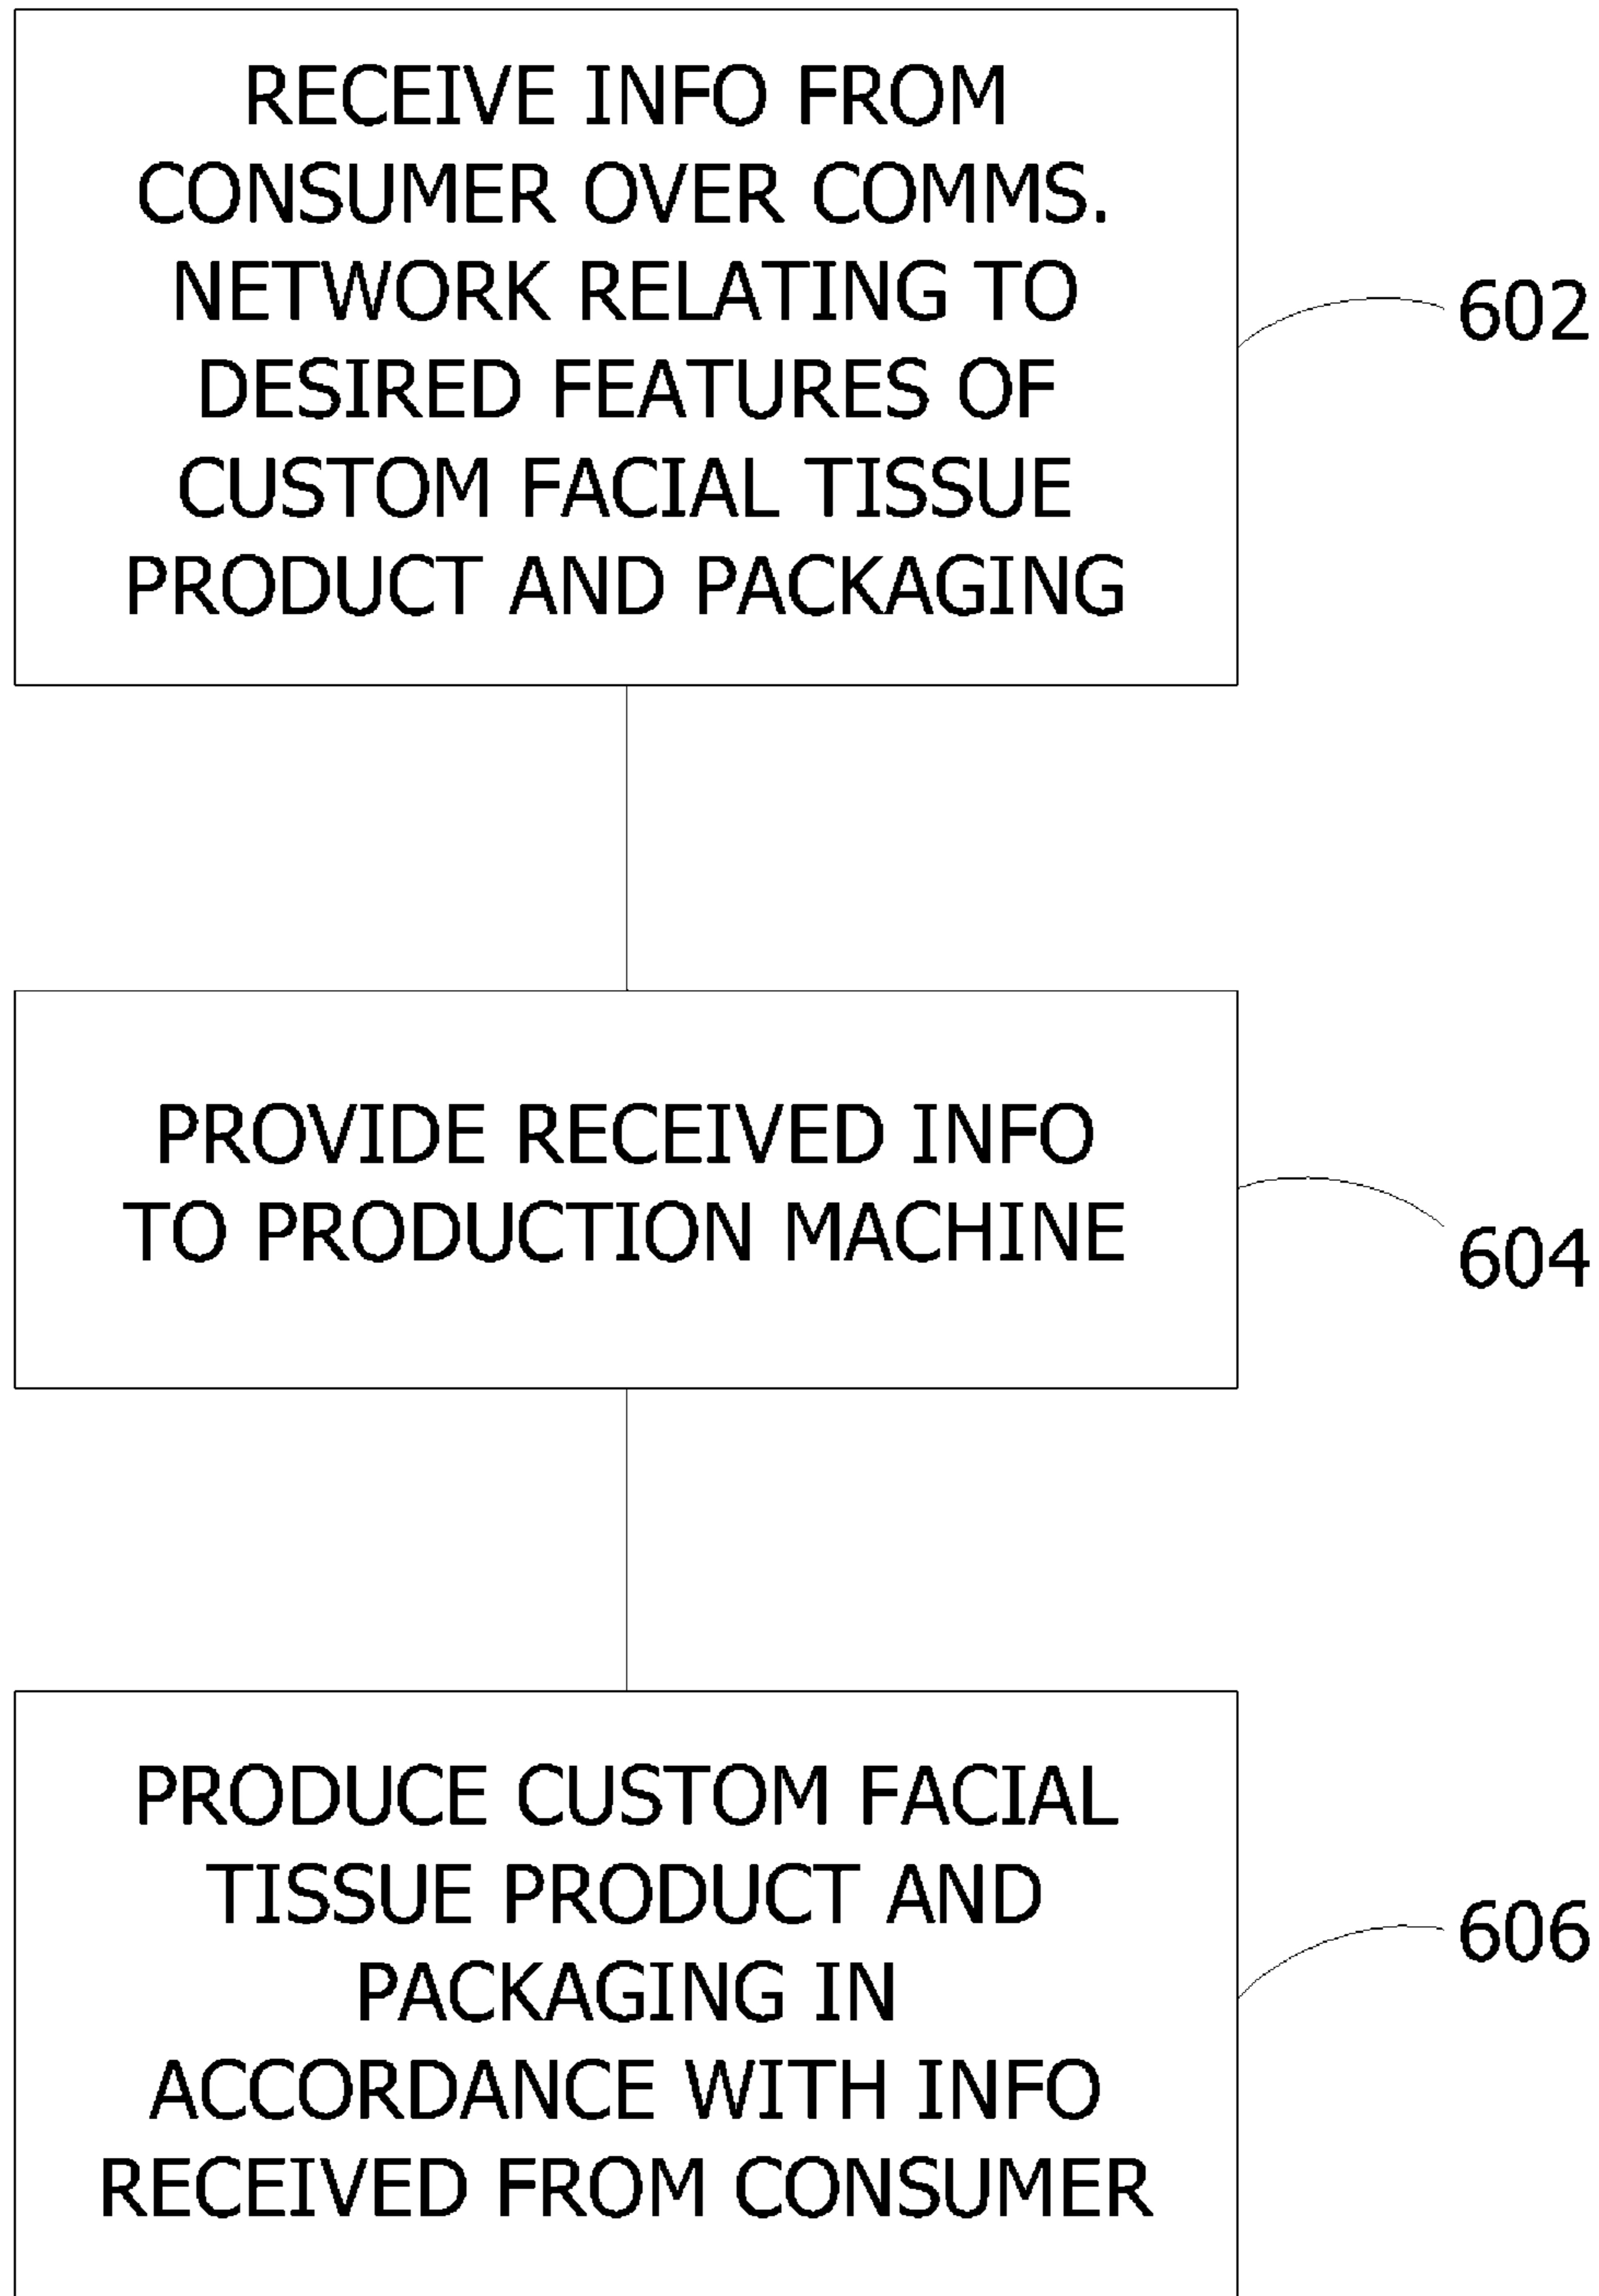 RECEIVE INFO FROM
CONSUMER OVER COMMS.
NETWORK RELATING TO
DESIRED FEATURES OF
CUSTOM FACIAL TISSUE
PRODUCT AND PACKAGING
602
PROVIDE RECEIVED INFO
TO PRODUCTION MACHINE
604
PRODUCE CUSTOM FACIAL
TISSUE PRODUCT AND
PACKAGING IN
ACCORDANCE WITH INFO
RECEIVED FROM CONSUMER
606